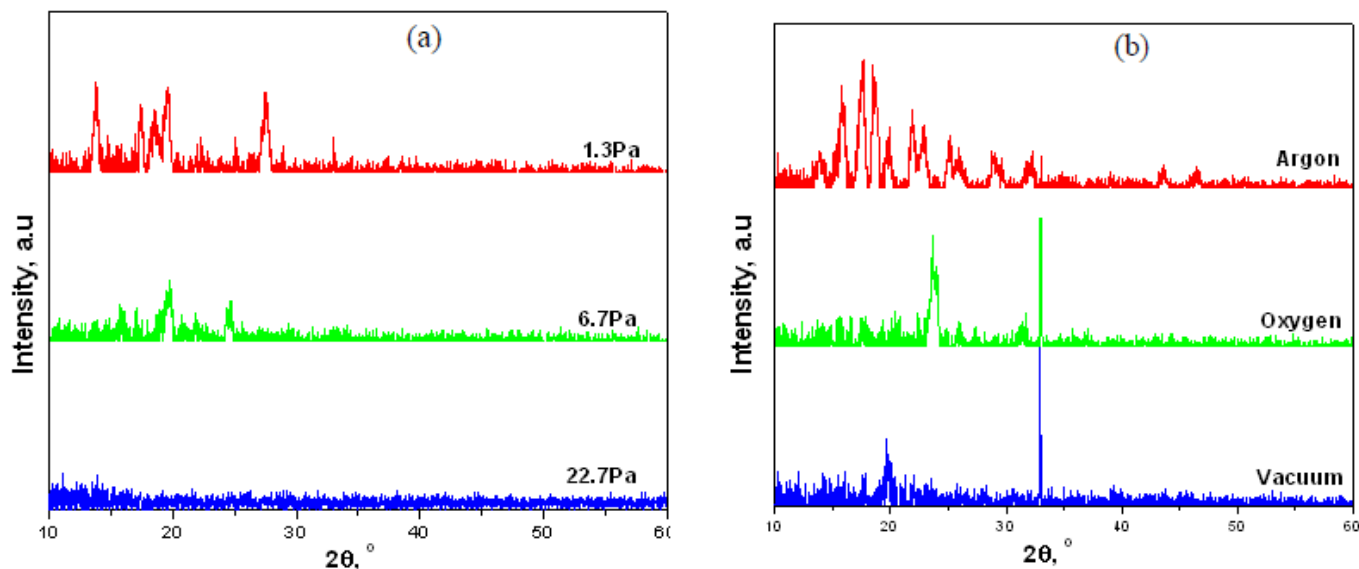 (a)
1.3Pa
6.7Pa
22.7Pa
Intensity, a.u
10 20 30 40 50 60
2θ, °
(b)
Argon
Oxygen
Vacuum
Intensity, a.u
10 20 30 40 50 60
2θ, °